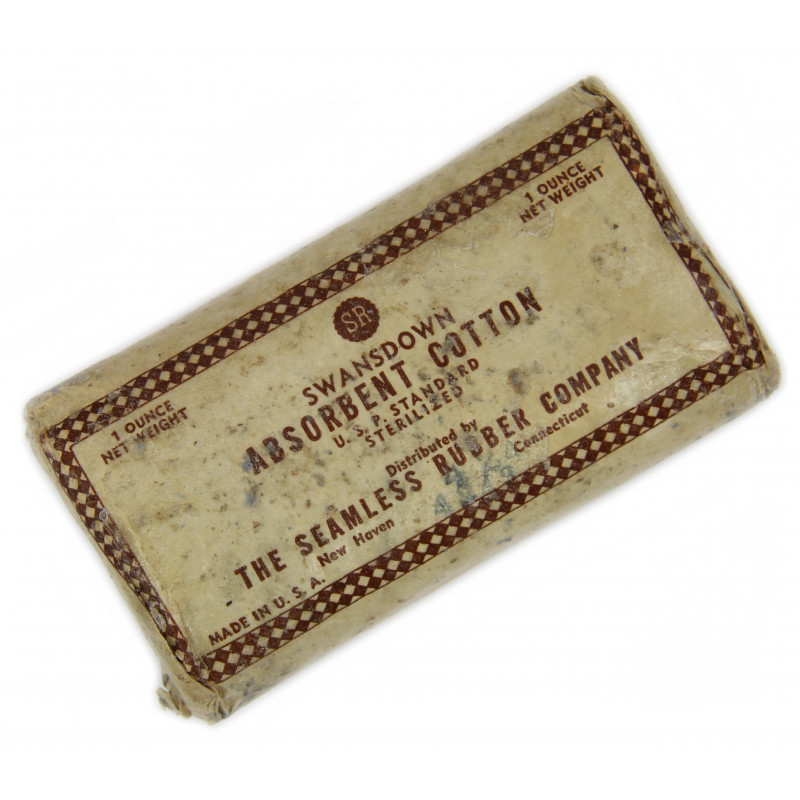 1 OUNCE
NET WEIGHT
1 OUNCE
NET WEIGHT
SR
SWANSDOWN
ABSORBENT COTTON
U. S. P. STANDARD
STERILIZED
Distributed by
THE SEAMLESS RUBBER COMPANY
New Haven Connecticut
MADE IN U. S. A.